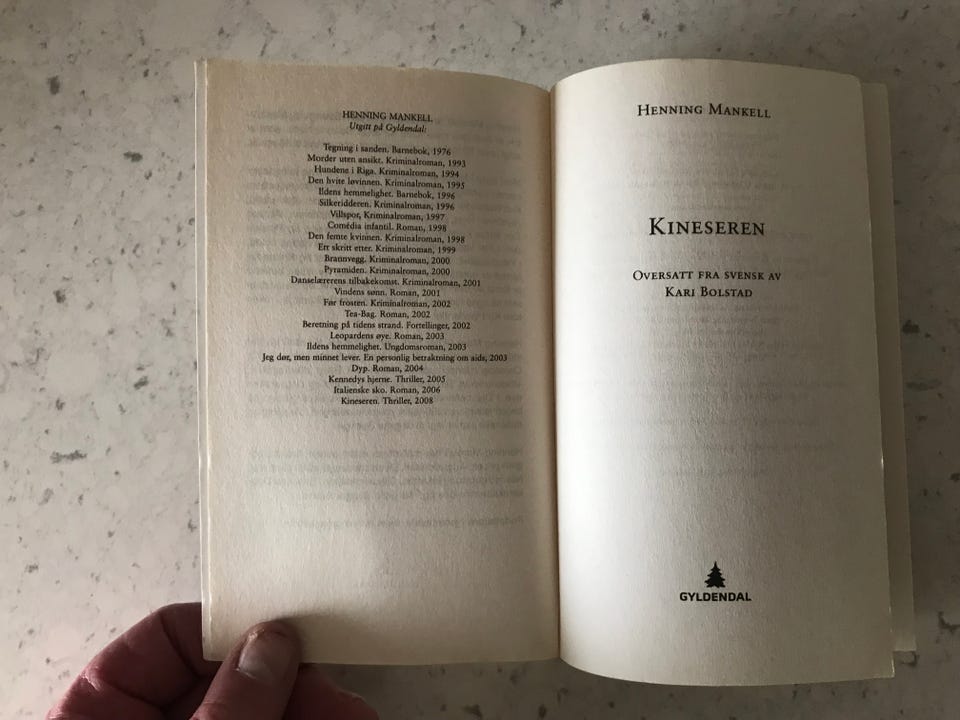 HENNING MANKELL
Utgitt på Gyldendal:
Tegning i sanden. Barnebok, 1976
Morder uten ansikt. Kriminalroman, 1993
Hundene i Riga. Kriminalroman, 1994
Den hvite løvinnen. Kriminalroman, 1995
Ildens hemmelighet. Barnebok, 1996
Silkeridderen. Kriminalroman, 1996
Villspor, Kriminalroman, 1997
Comédia infantil. Roman, 1998
Den femte kvinnen. Kriminalroman, 1998
Ett skritt etter. Kriminalroman, 1999
Brannvegg. Kriminalroman, 2000
Pyramiden. Kriminalroman, 2000
Danselærerens tilbakekomst. Kriminalroman, 2001
Vindens sønn. Roman, 2001
Før frosten. Kriminalroman, 2002
Tea-Bag. Roman, 2002
Beretning på tidens strand. Fortellinger, 2002
Leopardens øye. Roman, 2003
Ildens hemmelighet. Ungdomsroman, 2003
Jeg dør, men minnet lever. En personlig betraktning om aids, 2003
Dyp. Roman, 2004
Kennedys hjerne. Thriller, 2005
Italienske sko. Roman, 2006
Kineseren. Thriller, 2008
HENNING MANKELL
KINESEREN
OVERSATT FRA SVENSK AV
KARI BOLSTAD
GYLDENDAL